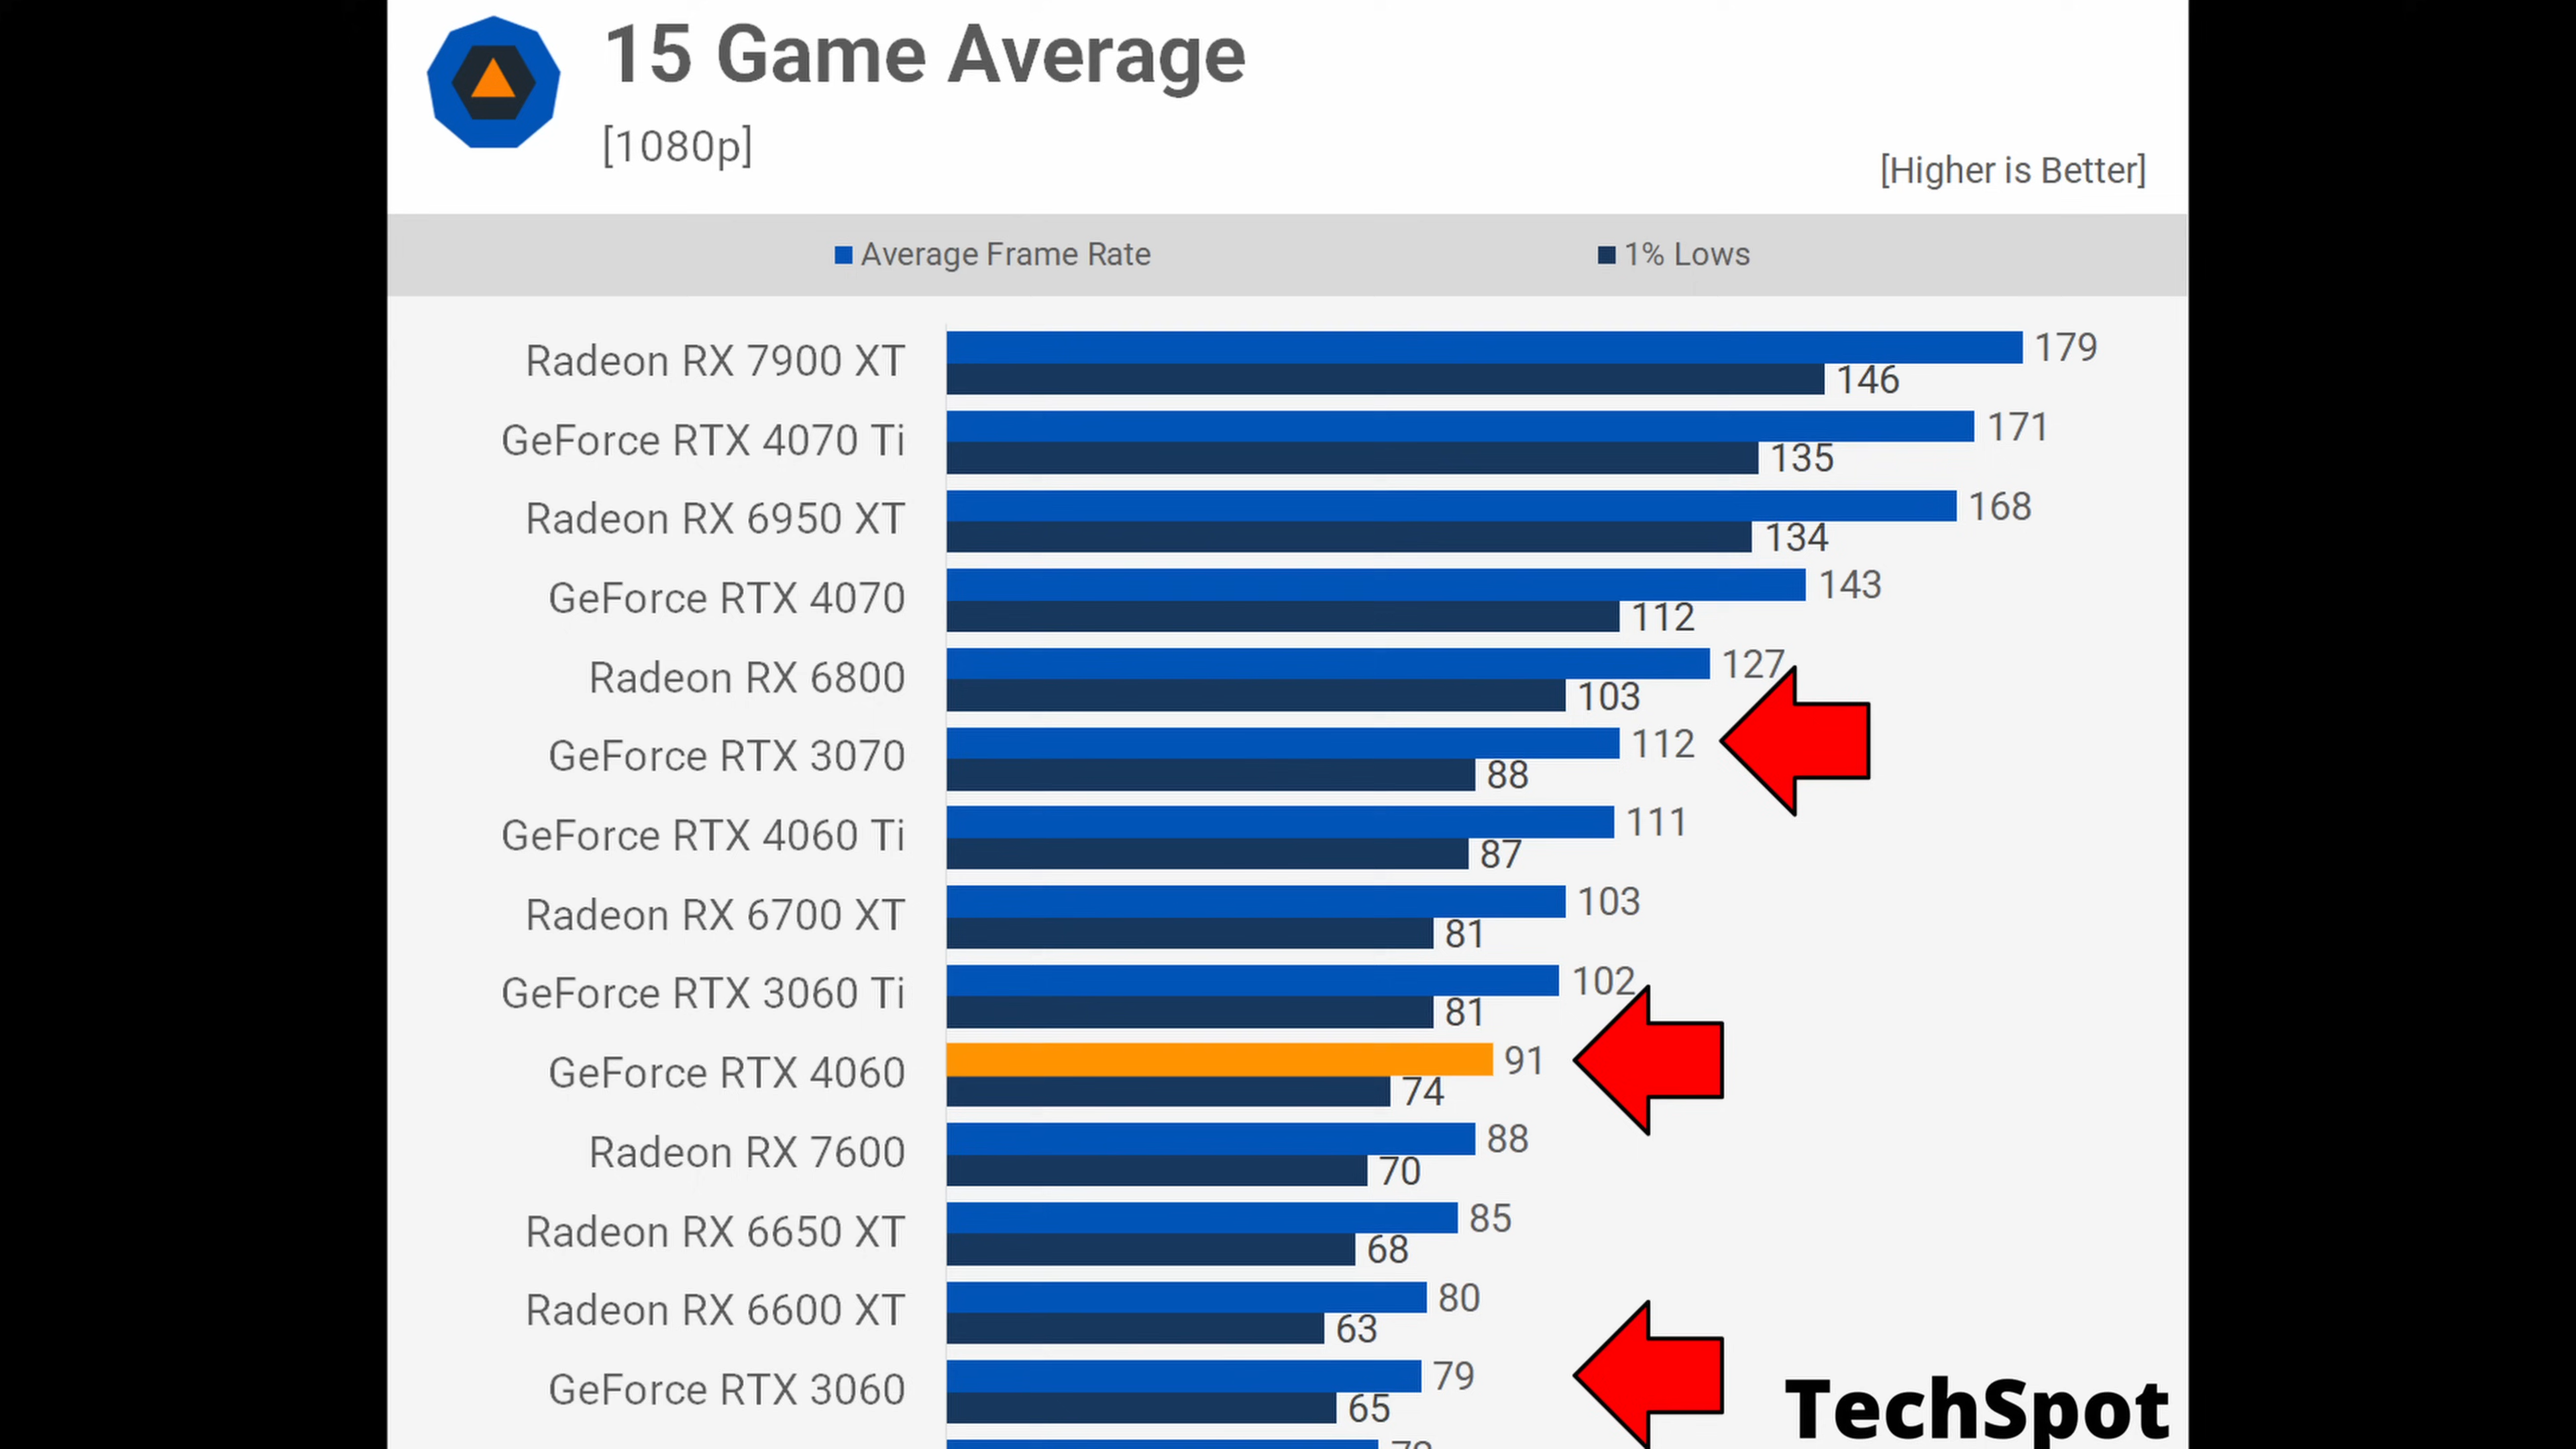 15 Game Average
[1080p]
[Higher is Better]
Average Frame Rate 1% Lows
Radeon RX 7900 XT 179
146
GeForce RTX 4070 Ti 171
135
Radeon RX 6950 XT 168
134
GeForce RTX 4070 143
112
Radeon RX 6800 127
103
GeForce RTX 3070 112
88
GeForce RTX 4060 Ti 111
87
Radeon RX 6700 XT 103
81
GeForce RTX 3060 Ti 102
81
GeForce RTX 4060 91
74
Radeon RX 7600 88
70
Radeon RX 6650 XT 85
68
Radeon RX 6600 XT 80
63
GeForce RTX 3060 79
65
TechSpot